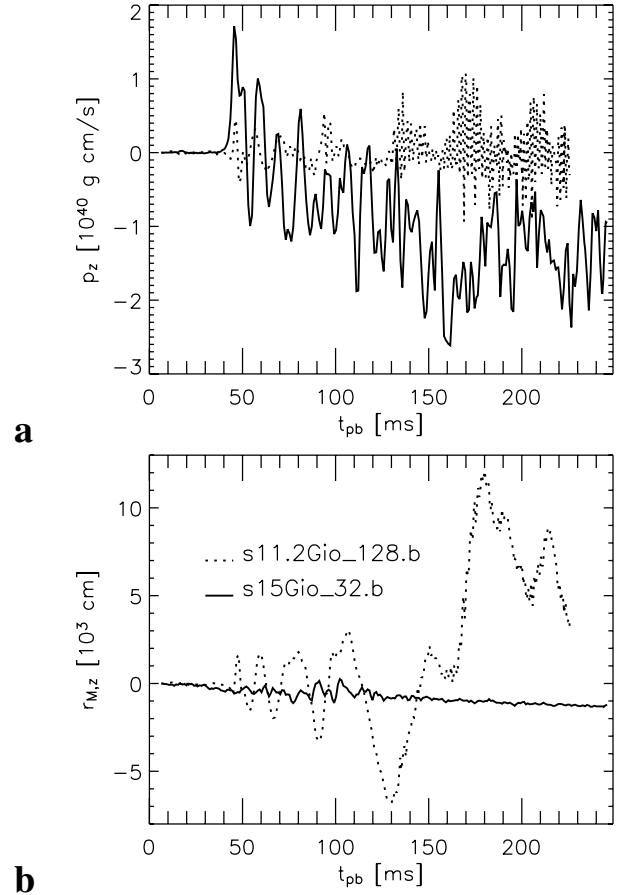 2
1
0
−1
−2
−3
p_z [10^40 g cm/s]
0 50 100 150 200
t_pb [ms]
a
10
5
0
−5
r_M,z [10^3 cm]
s11.2Gio_128.b
s15Gio_32.b
0 50 100 150 200
t_pb [ms]
b